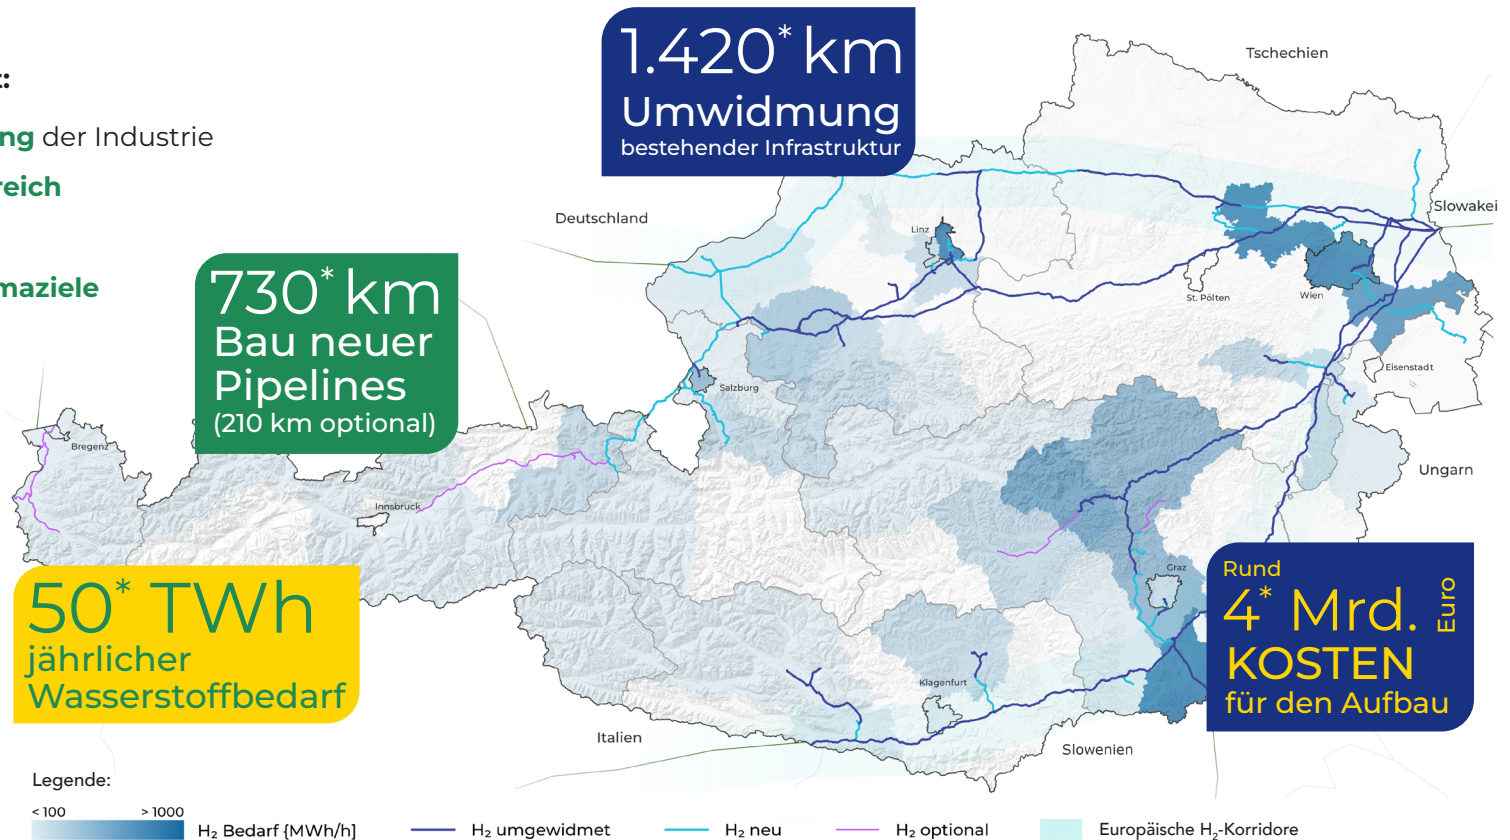 t:
ng der Industrie
reich
maziele
1.420* km
Umwidmung
bestehender Infrastruktur
Tschechien
Deutschland
Slowakei
Linz
St. Pölten
Wien
730* km
Bau neuer
Pipelines
(210 km optional)
Eisenstadt
Salzburg
Bregenz
Innsbruck
Ungarn
50* TWh
jährlicher
Wasserstoffbedarf
Graz
Rund
4* Mrd. Euro
KOSTEN
für den Aufbau
Klagenfurt
Italien
Slowenien
Legende:
< 100 > 1000
H₂ Bedarf {MWh/h]
H₂ umgewidmet
H₂ neu
H₂ optional
Europäische H₂-Korridore